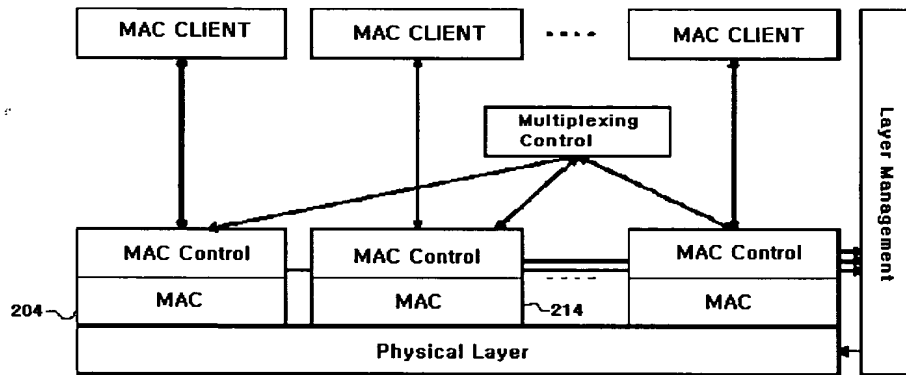 MAC CLIENT
MAC CLIENT
MAC CLIENT
Multiplexing
Control
Layer Management
MAC Control
MAC Control
MAC Control
204
MAC
MAC
214
MAC
Physical Layer